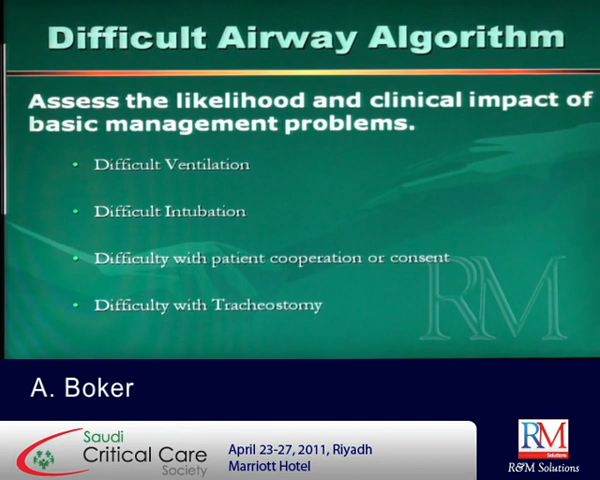 Difficult Airway Algorithm
Assess the likelihood and clinical impact of
basic management problems.
• Difficult Ventilation
• Difficult Intubation
• Difficulty with patient cooperation or consent
• Difficulty with Tracheostomy
RM
A. Boker
Saudi
Critical Care
Society
April 23-27, 2011, Riyadh
Marriott Hotel
RM
Solutions
R&M Solutions